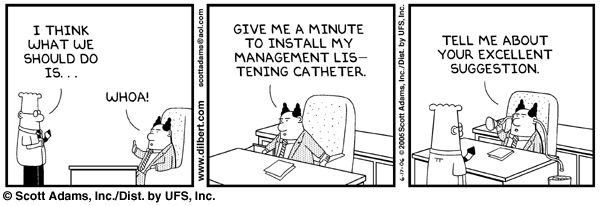 I THINK
WHAT WE
SHOULD DO
IS...
WHOA!
www.dilbert.com
scottadams@aol.com
GIVE ME A MINUTE
TO INSTALL MY
MANAGEMENT LIS-
TENING CATHETER.
6-17-06 © 2006 Scott Adams, Inc./Dist. by UFS, Inc.
TELL ME ABOUT
YOUR EXCELLENT
SUGGESTION.
© Scott Adams, Inc./Dist. by UFS, Inc.